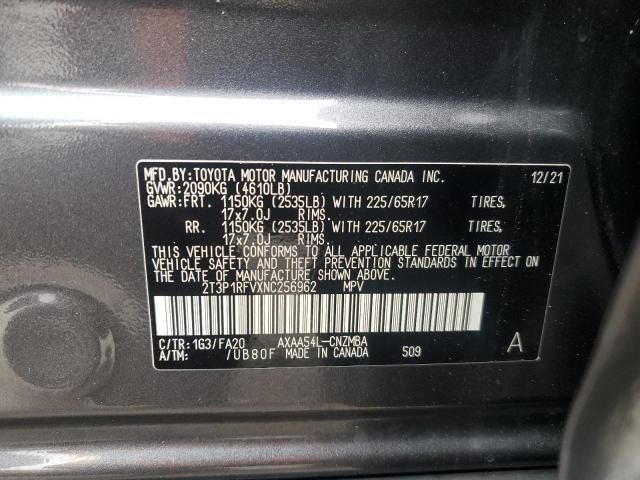 MFD.BY:TOYOTA MOTOR MANUFACTURING CANADA INC. 12/21
GVWR:2090KG (4610LB)
GAWR:FRT. 1150KG (2535LB) WITH 225/65R17 TIRES,
17x7.0J RIMS.
RR. 1150KG (2535LB) WITH 225/65R17 TIRES,
17x7.0J RIMS.
THIS VEHICLE CONFORMS TO ALL APPLICABLE FEDERAL MOTOR
VEHICLE SAFETY AND THEFT PREVENTION STANDARDS IN EFFECT
ON THE DATE OF MANUFACTURE SHOWN ABOVE.
2T3P1RFVXNC256962 MPV
C/TR:1G3/FA20 AXAA54L-CNZMBA
A/TM: /UB80F MADE IN CANADA 509 A